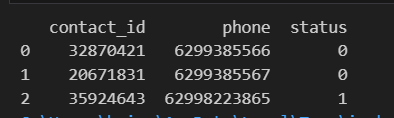 contact_id phone status
0 32870421 6299385566 0
1 20671831 6299385567 0
2 35924643 62998223865 1